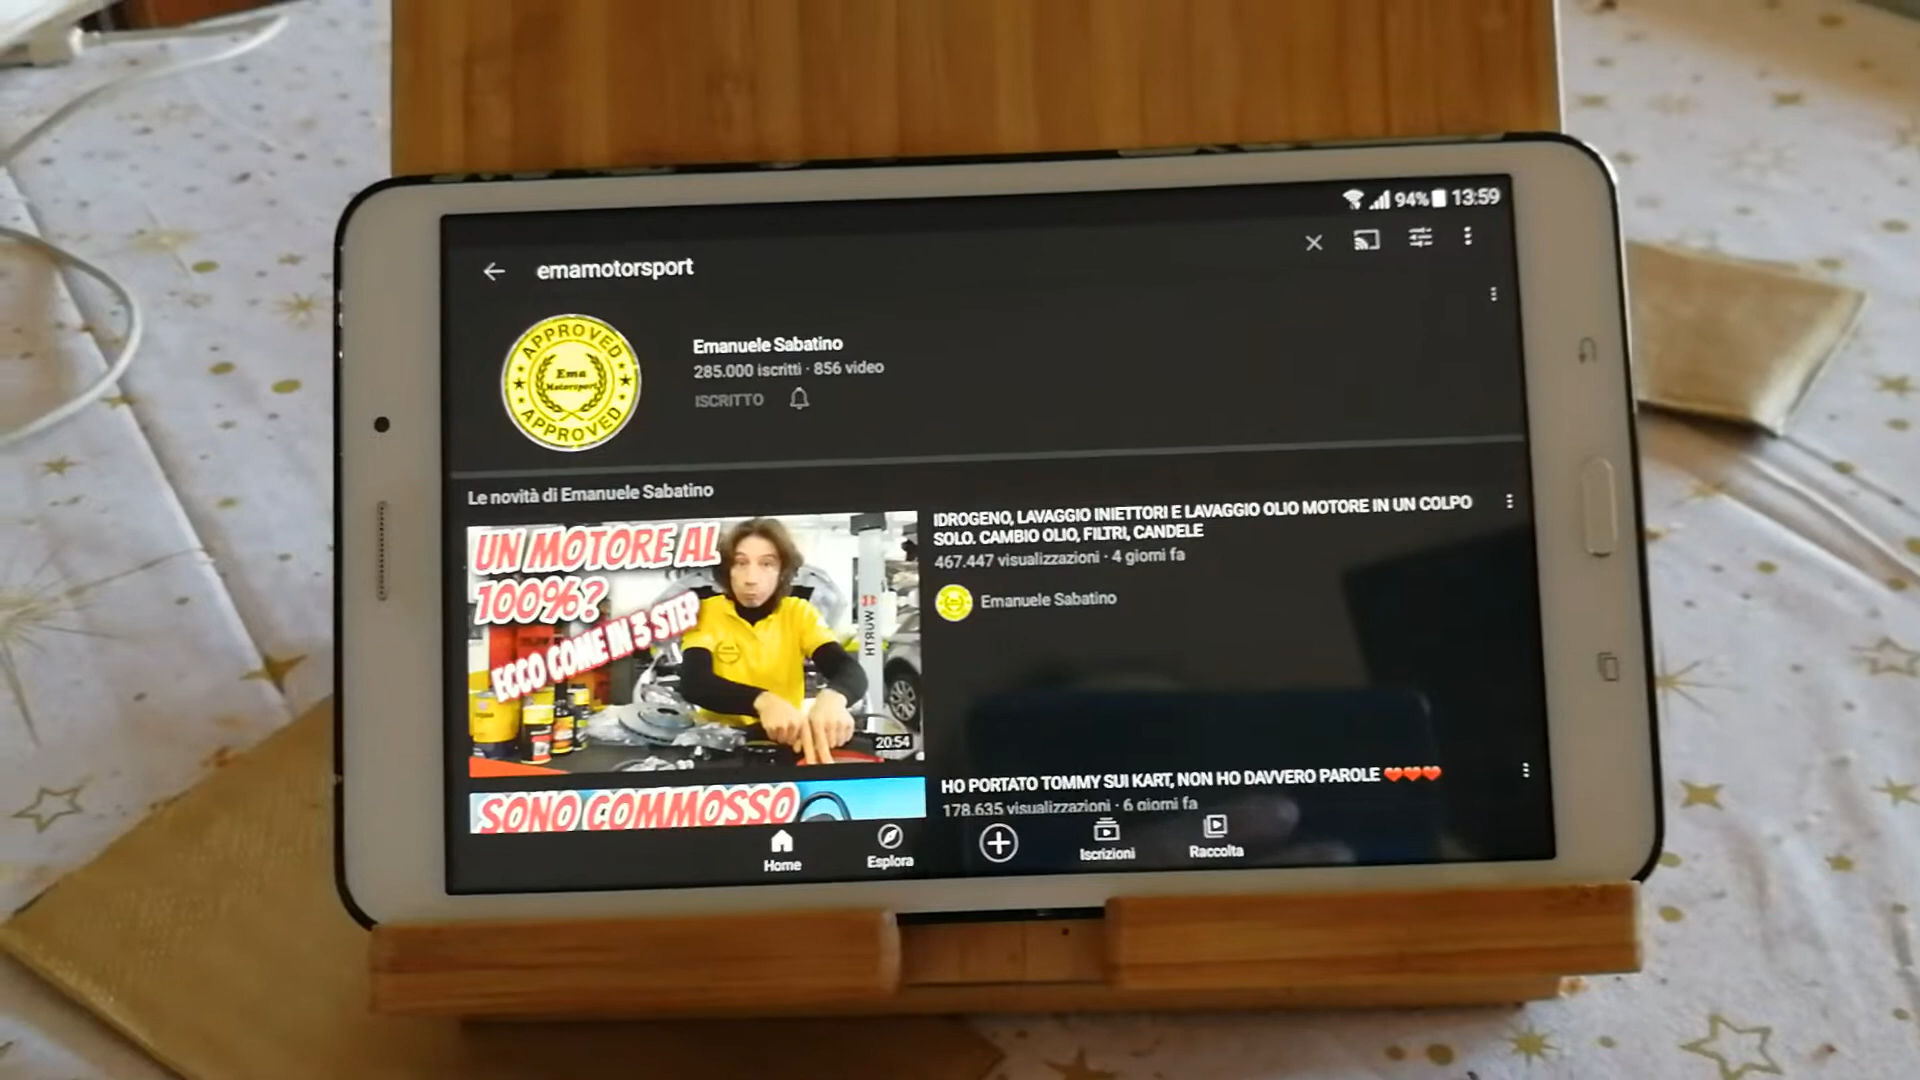 94% 13:59
emamotorsport
APPROVED
Ema
Motorsport
APPROVED
Emanuele Sabatino
285.000 iscritti · 856 video
ISCRITTO
Le novità di Emanuele Sabatino
UN MOTORE AL
100%?
ECCO COME IN 3 STEP
WURTH
20:54
IDROGENO, LAVAGGIO INIETTORI E LAVAGGIO OLIO MOTORE IN UN COLPO
SOLO. CAMBIO OLIO, FILTRI, CANDELE
467.447 visualizzazioni · 4 giorni fa
Emanuele Sabatino
SONO COMMOSSO
HO PORTATO TOMMY SUI KART, NON HO DAVVERO PAROLE ❤❤❤
178.635 visualizzazioni · 6 giorni fa
Home
Esplora
Iscrizioni
Raccolta